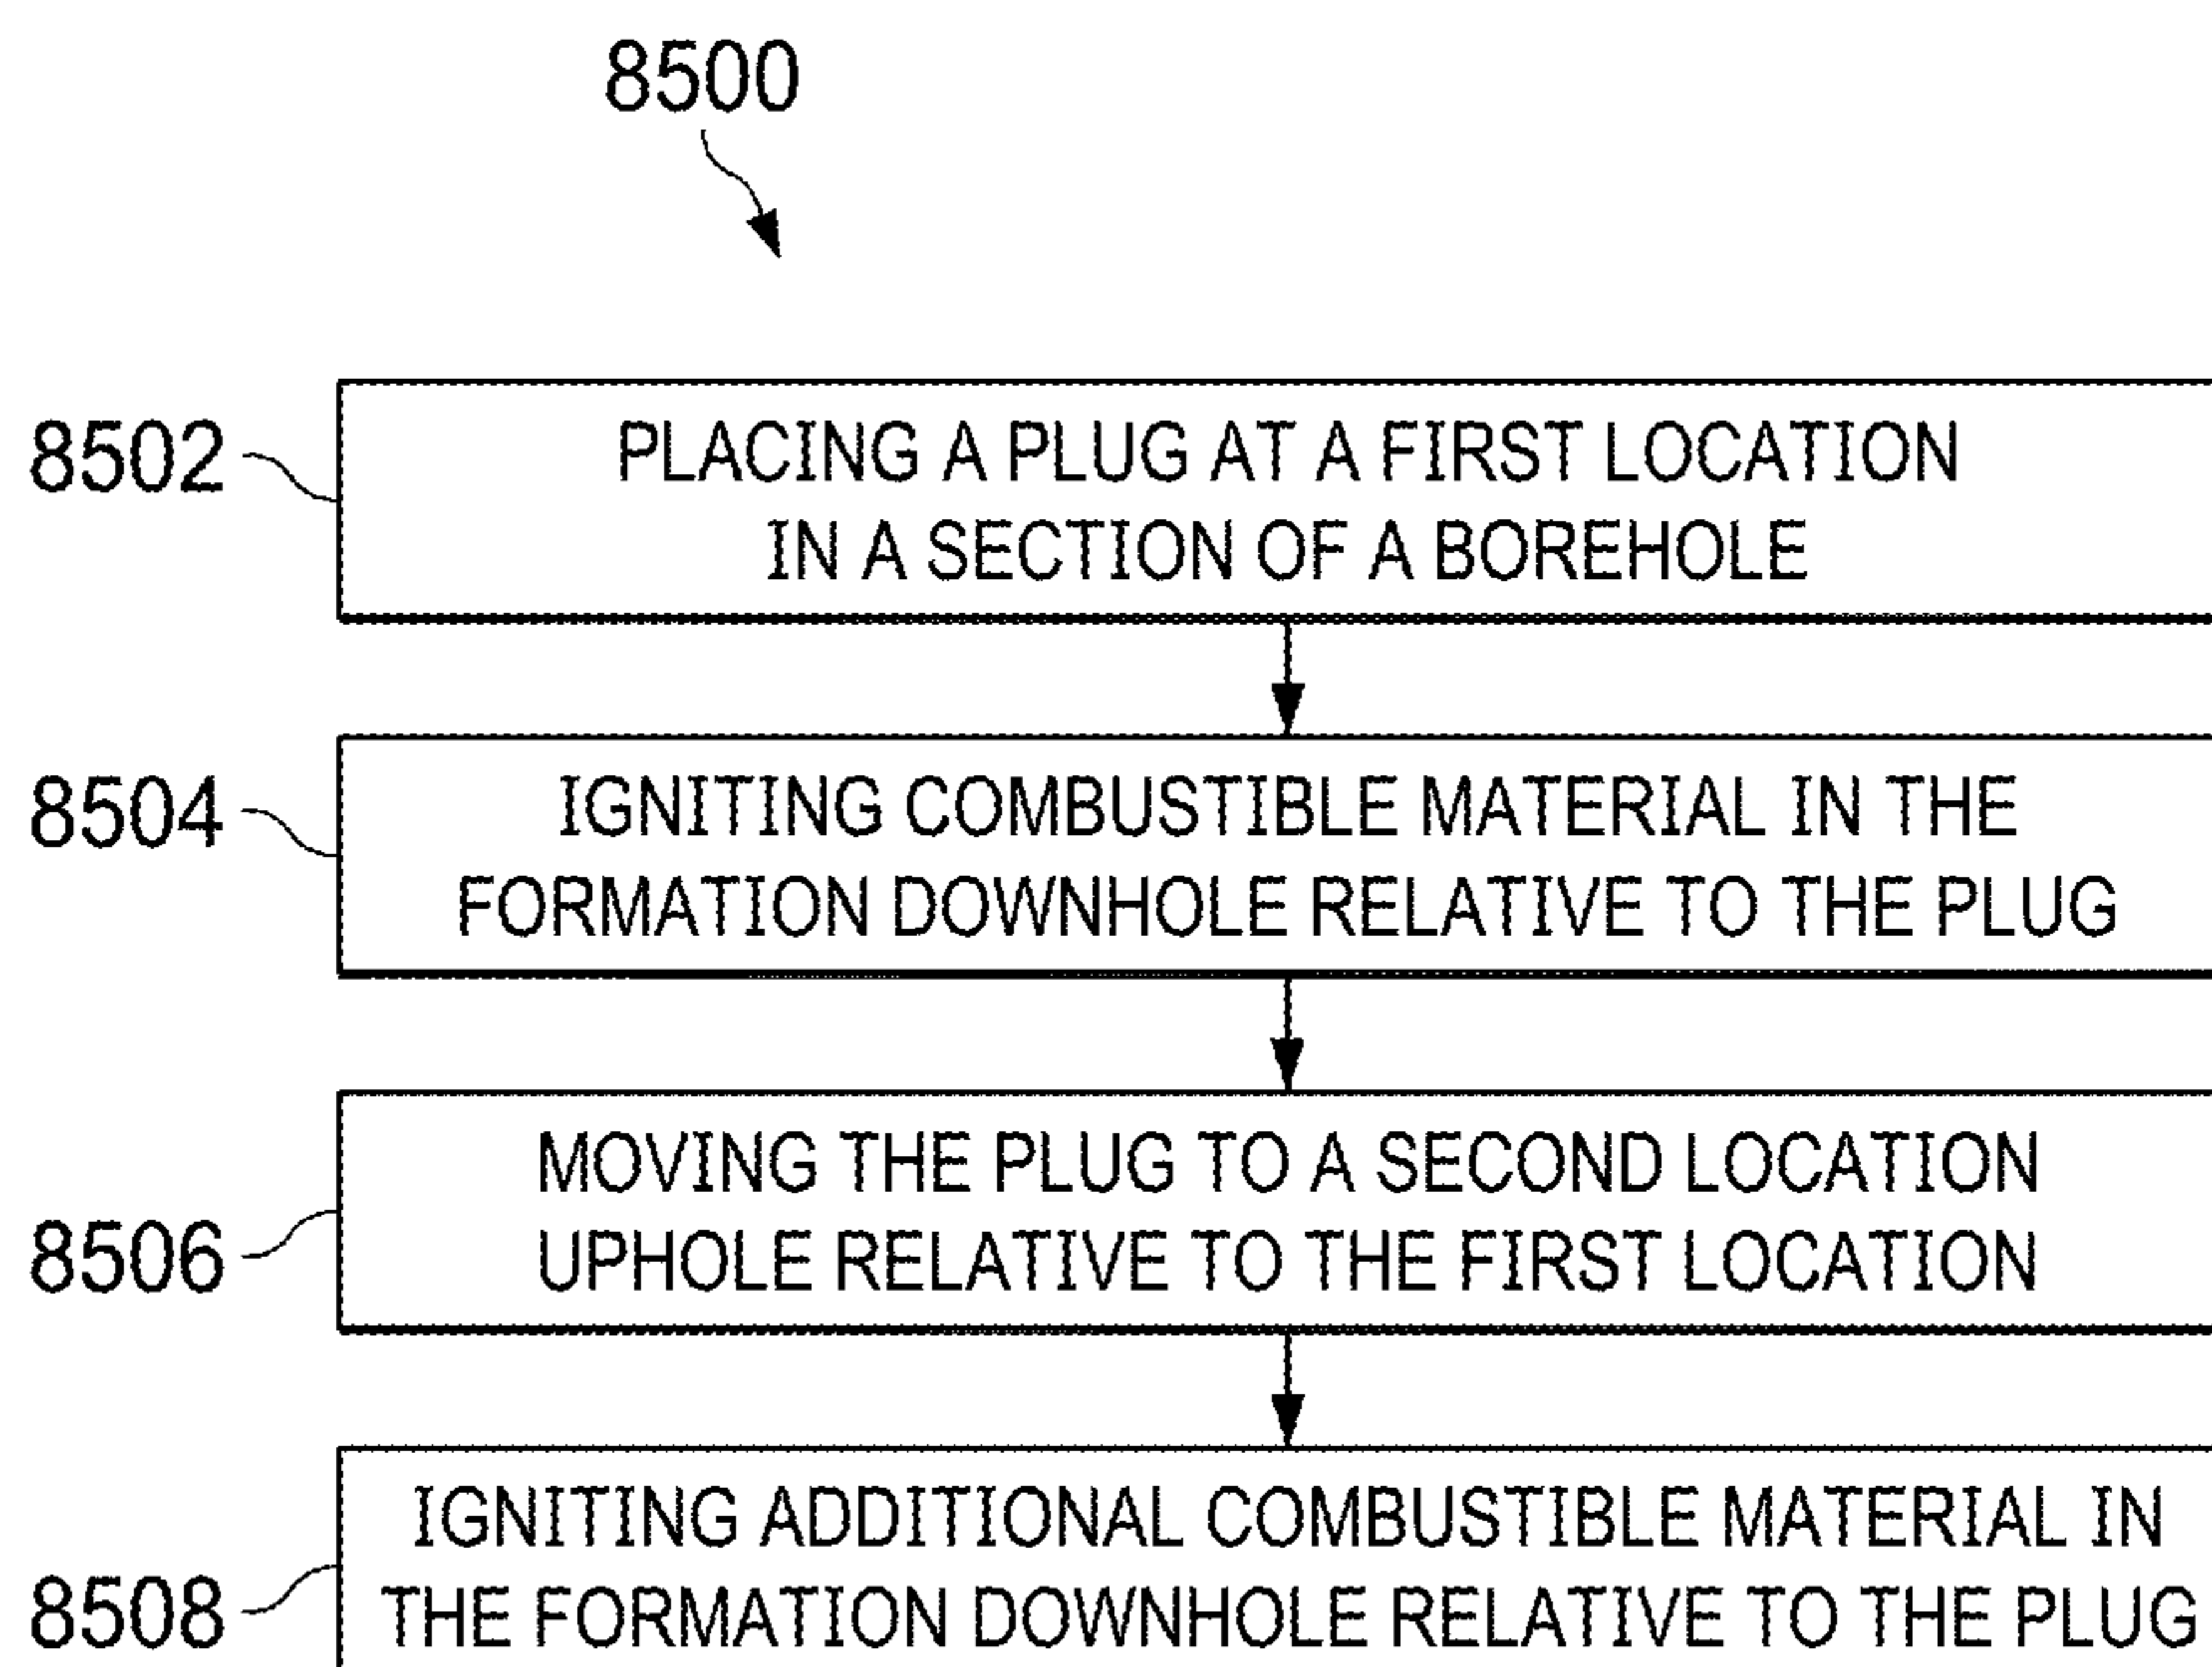 8500
8502
PLACING A PLUG AT A FIRST LOCATION
IN A SECTION OF A BOREHOLE
8504
IGNITING COMBUSTIBLE MATERIAL IN THE
FORMATION DOWNHOLE RELATIVE TO THE PLUG
8506
MOVING THE PLUG TO A SECOND LOCATION
UPHOLE RELATIVE TO THE FIRST LOCATION
8508
IGNITING ADDITIONAL COMBUSTIBLE MATERIAL IN
THE FORMATION DOWNHOLE RELATIVE TO THE PLUG